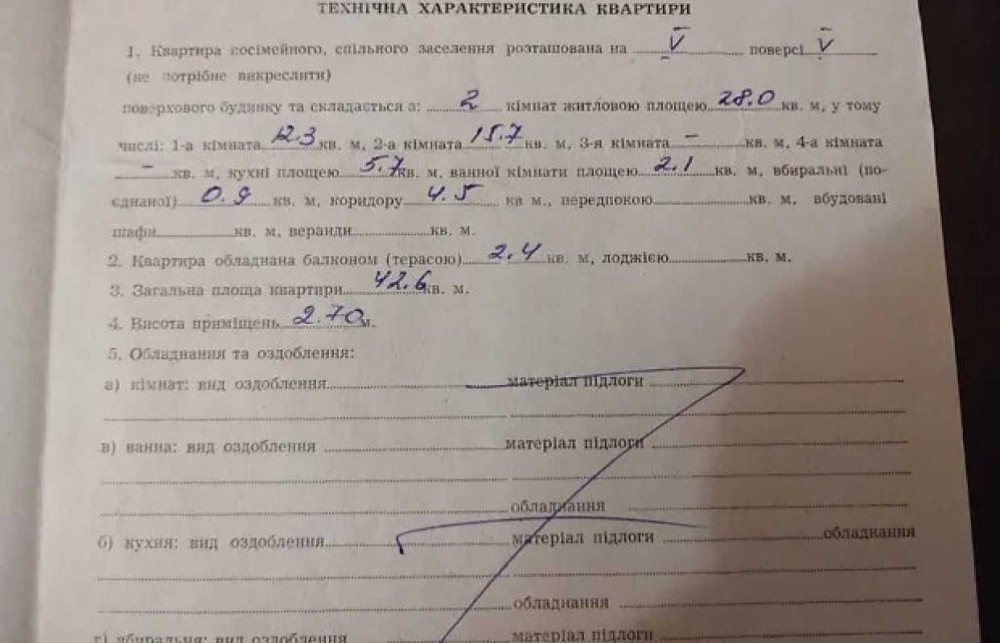 ТЕХНІЧНА ХАРАКТЕРИСТИКА КВАРТИРИ
1. Квартира посімейного, спільного заселення розташована на V поверсі V
(не потрібне викреслити)
поверхового будинку та складається з: 2 кімнат житловою площею 28.0 кв. м, у тому
числі: 1-а кімната 12.3 кв. м, 2-а кімната 15.7 кв. м, 3-я кімната – кв. м, 4-а кімната
– кв. м, кухні площею 5.7 кв. м, ванної кімнати площею 2.1 кв. м, вбиральні (по-
єднаної) 0.9 кв. м, коридору 4.5 кв м., передпокою кв. м, вбудовані
шафи кв. м, веранди кв. м.
2. Квартира обладнана балконом (терасою) 2.4 кв. м, лоджією кв. м.
3. Загальна площа квартири 42.6 кв. м.
4. Висота приміщень 2.70 м.
5. Обладнання та оздоблення:
а) кімнат: вид оздоблення матеріал підлоги
в) ванна: вид оздоблення матеріал підлоги
обладнання
б) кухня: вид оздоблення матеріал підлоги обладнання
обладнання
г) вбиральня: вид оздоблення матеріал підлоги